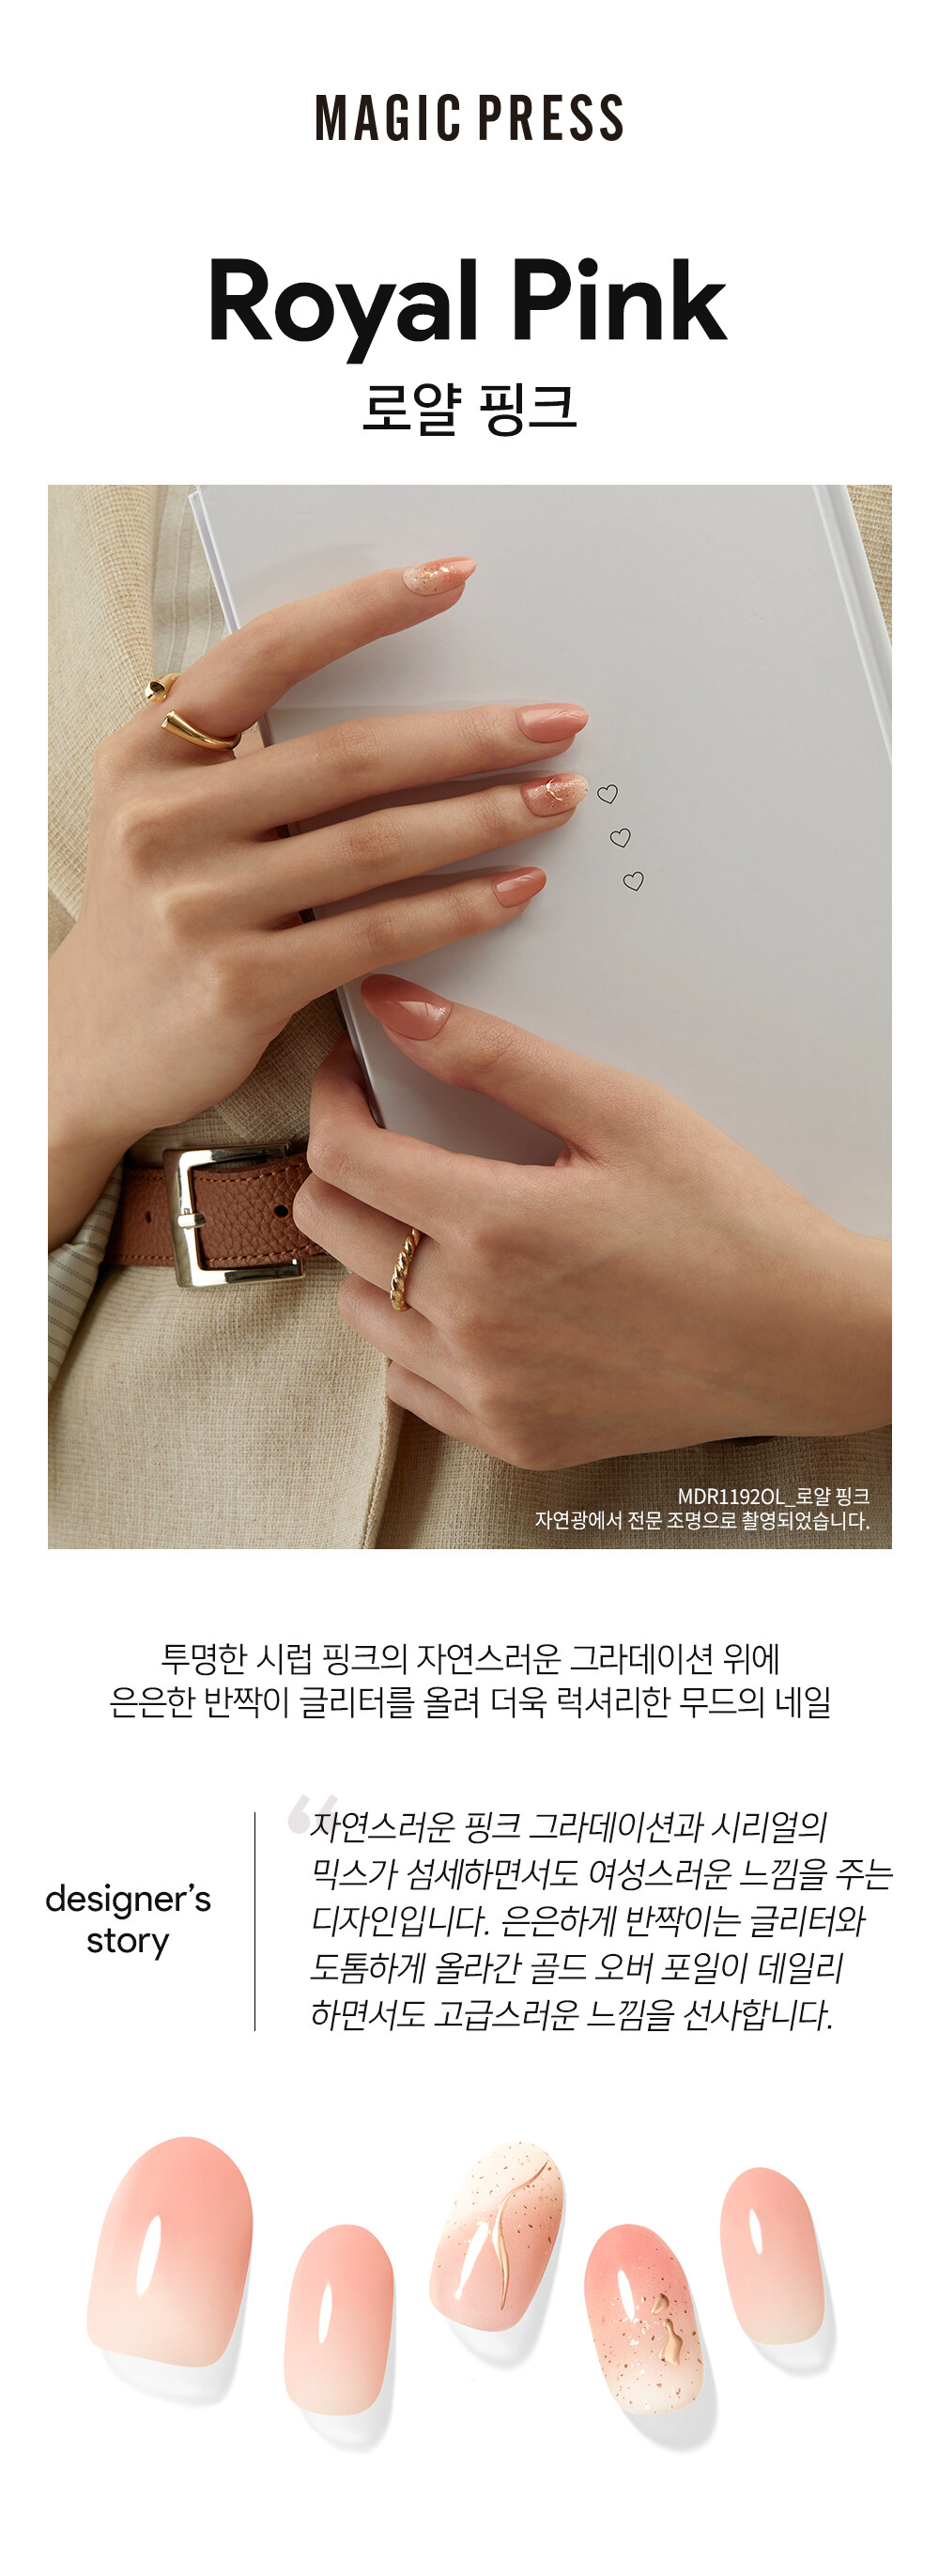 MAGIC PRESS
Royal Pink
로얄 핑크
MDR1192OL_로얄 핑크
자연광에서 전문 조명으로 촬영되었습니다.
투명한 시럽 핑크의 자연스러운 그라데이션 위에
은은한 반짝이 글리터를 올려 더욱 럭셔리한 무드의 네일
designer's
story
“자연스러운 핑크 그라데이션과 시리얼의
믹스가 섬세하면서도 여성스러운 느낌을 주는
디자인입니다. 은은하게 반짝이는 글리터와
도톰하게 올라간 골드 오버 포일이 데일리
하면서도 고급스러운 느낌을 선사합니다.